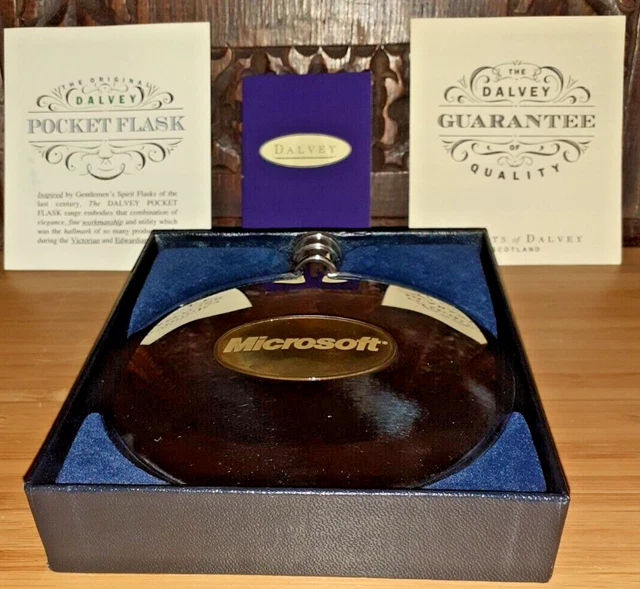 THE ORIGINAL
DALVEY
POCKET FLASK
Inspired by Gentlemen's Spirit Flasks of the
last century, The DALVEY POCKET
FLASK range embodies that combination of
elegance, fine workmanship and utility which
was the hallmark of so many
during the Victorian and
DALVEY
THE
DALVEY
GUARANTEE
OF
QUALITY
of DALVEY
SCOTLAND
Microsoft